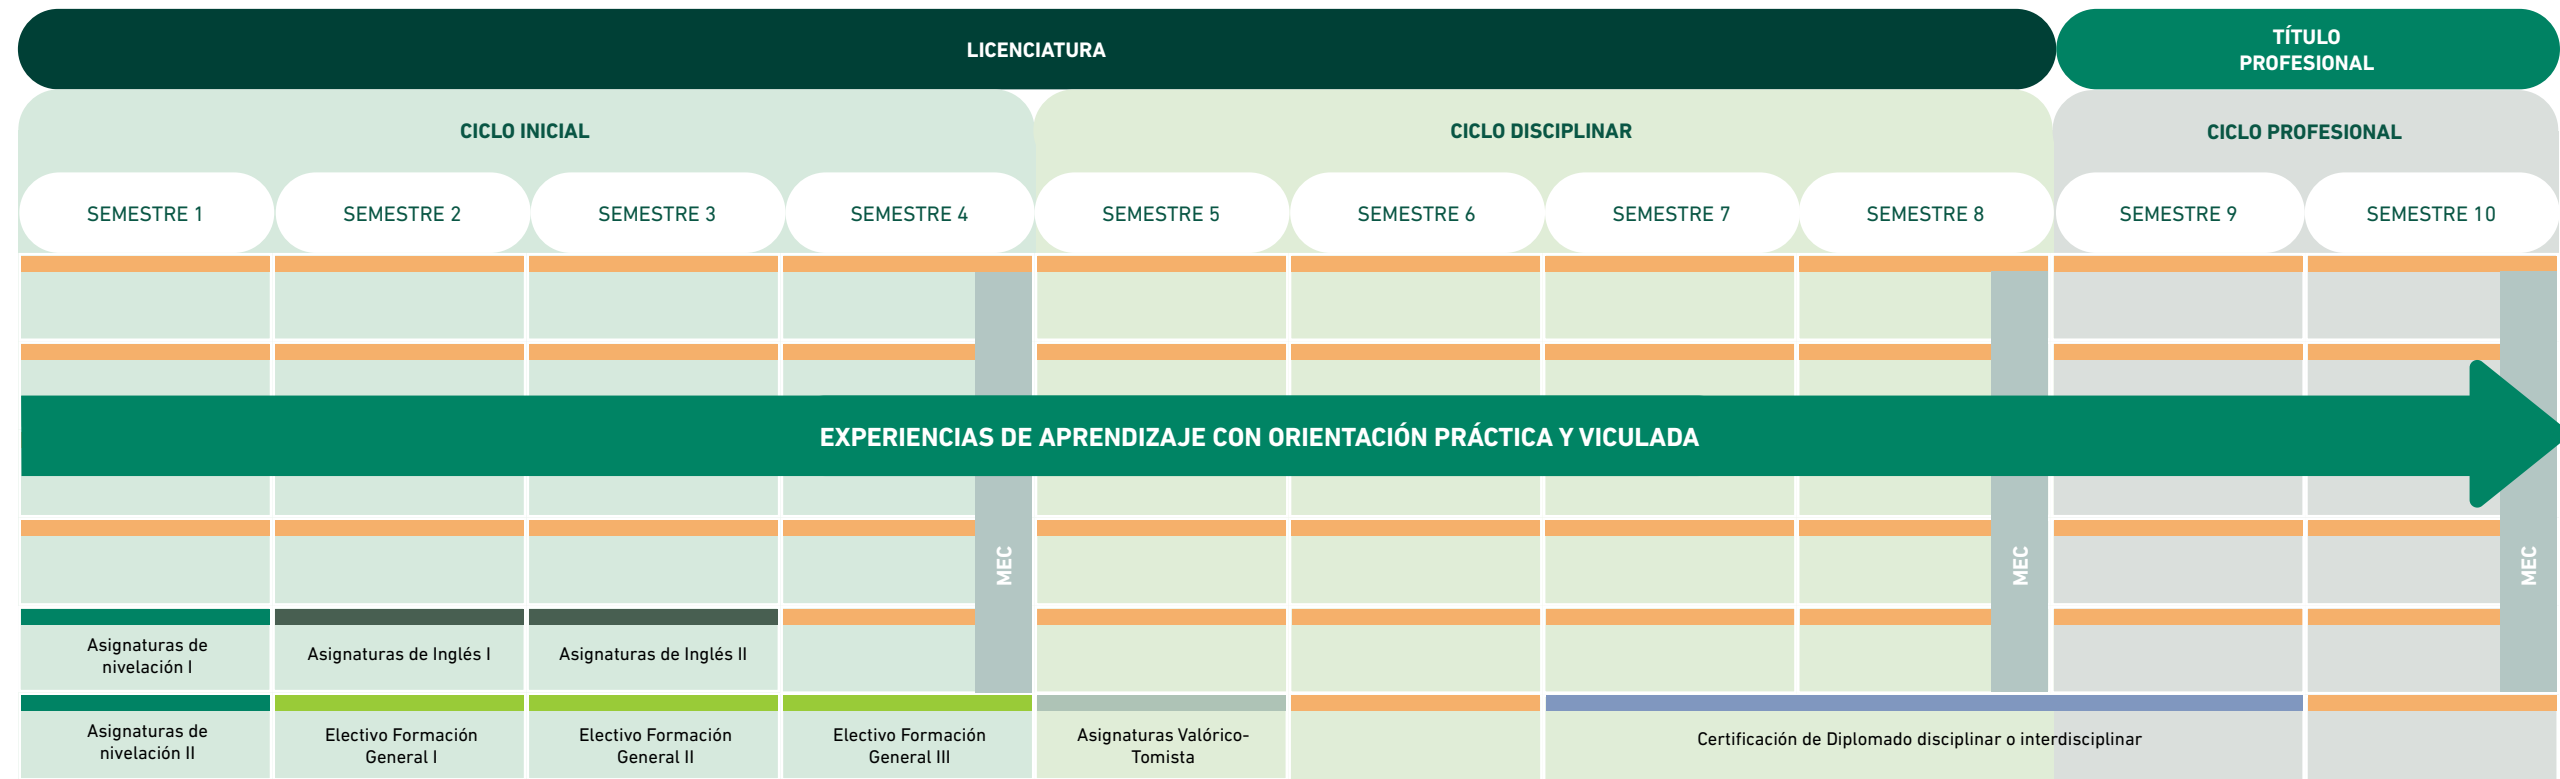 LICENCIATURA
TÍTULO
PROFESIONAL
CICLO INICIAL
CICLO DISCIPLINAR
CICLO PROFESIONAL
SEMESTRE 1
SEMESTRE 2
SEMESTRE 3
SEMESTRE 4
SEMESTRE 5
SEMESTRE 6
SEMESTRE 7
SEMESTRE 8
SEMESTRE 9
SEMESTRE 10
EXPERIENCIAS DE APRENDIZAJE CON ORIENTACIÓN PRÁCTICA Y VICULADA
MEC
MEC
MEC
Asignaturas de
nivelación I
Asignaturas de Inglés I
Asignaturas de Inglés II
Asignaturas de
nivelación II
Electivo Formación
General I
Electivo Formación
General II
Electivo Formación
General III
Asignaturas Valórico-
Tomista
Certificación de Diplomado disciplinar o interdisciplinar